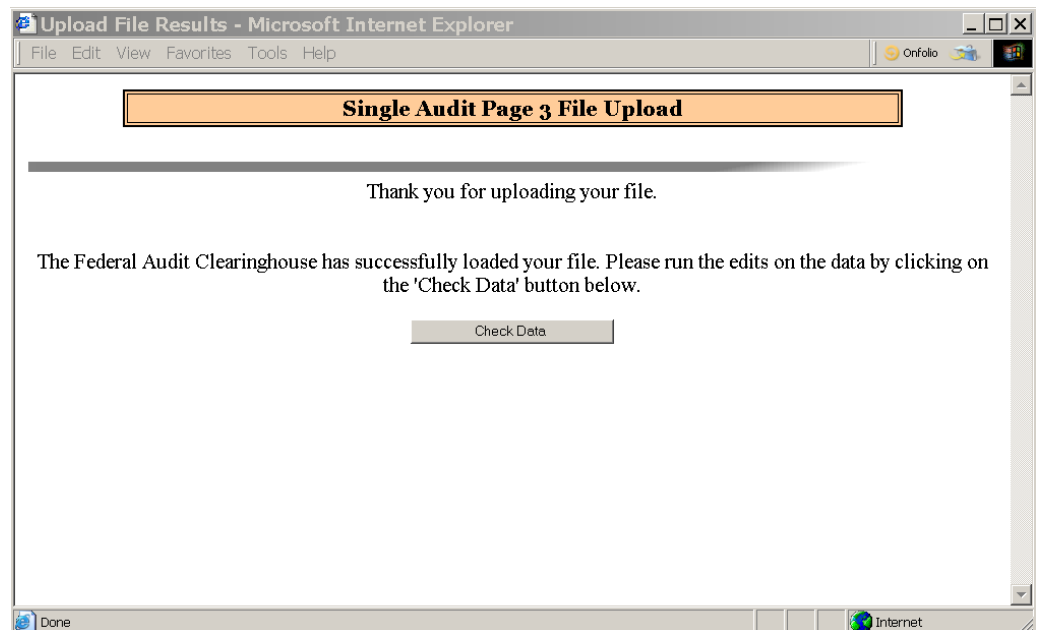 Upload File Results - Microsoft Internet Explorer
File Edit View Favorites Tools Help
Onfolio
Single Audit Page 3 File Upload
Thank you for uploading your file.
The Federal Audit Clearinghouse has successfully loaded your file. Please run the edits on the data by clicking on
the 'Check Data' button below.
Check Data
Done
Internet